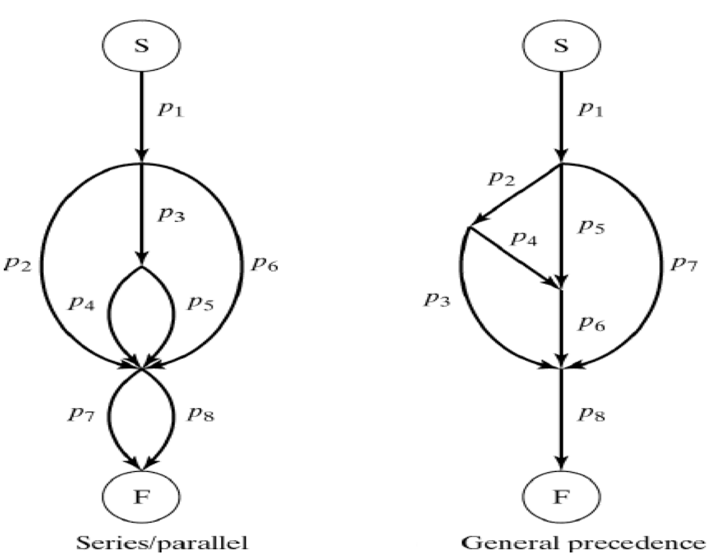 S
p1
p3
p2
p6
p4
p5
p7
p8
F
Series/parallel
S
p1
p2
p5
p4
p7
p3
p6
p8
F
General precedence